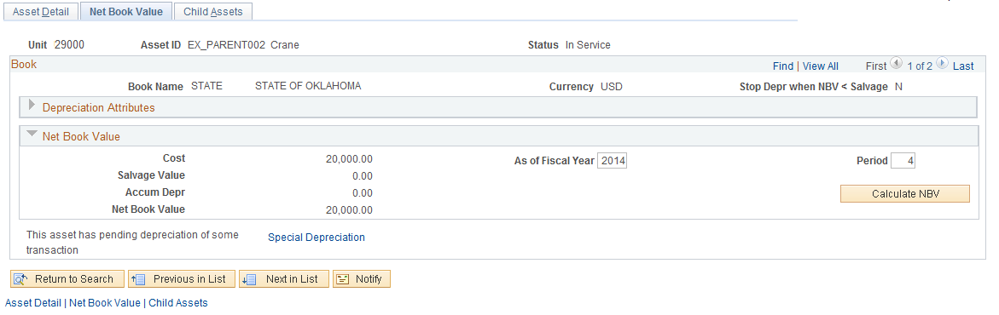 Asset Detail Net Book Value Child Assets
Unit 29000 Asset ID EX_PARENT002 Crane Status In Service
Book Find | View All First 1 of 2 Last
Book Name STATE STATE OF OKLAHOMA Currency USD Stop Depr when NBV < Salvage N
Depreciation Attributes
Net Book Value
Cost 20,000.00 As of Fiscal Year 2014 Period 4
Salvage Value 0.00
Accum Depr 0.00 Calculate NBV
Net Book Value 20,000.00
This asset has pending depreciation of some Special Depreciation
transaction
Return to Search Previous in List Next in List Notify
Asset Detail | Net Book Value | Child Assets